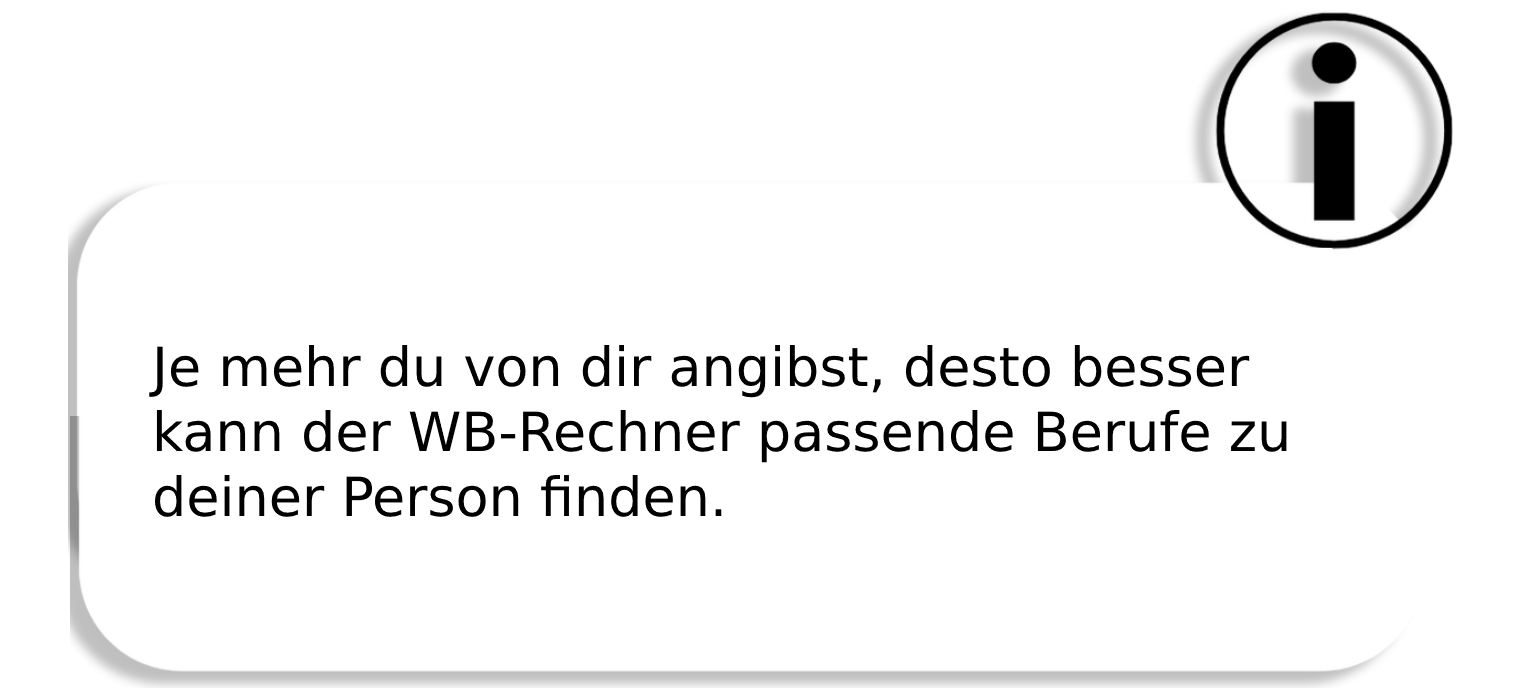 Je mehr du von dir angibst, desto besser
kann der WB-Rechner passende Berufe zu
deiner Person finden.